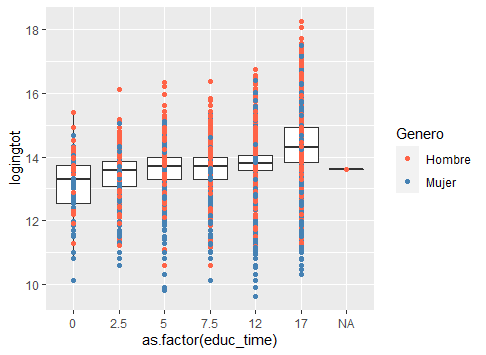 18
16
14
12
10
logingtot
0 2.5 5 7.5 12 17 NA
as.factor(educ_time)
Genero
Hombre
Mujer